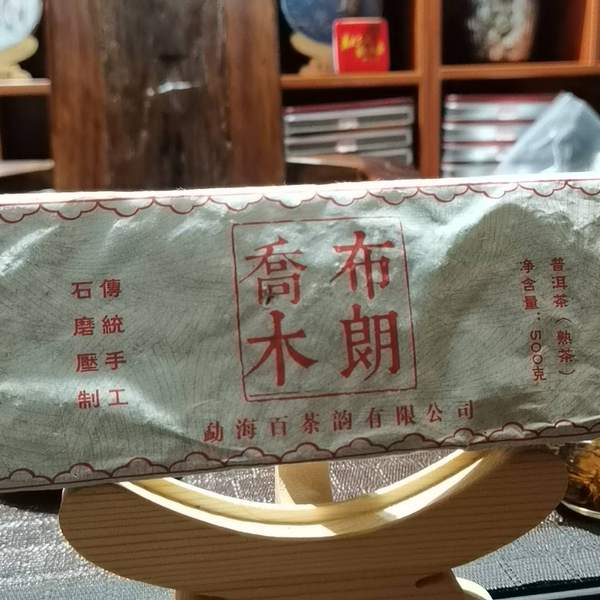 布朗
喬木
傳統手工
石磨壓制
普洱茶（熟茶）
净含量：500克
勐海百茶韵有限公司